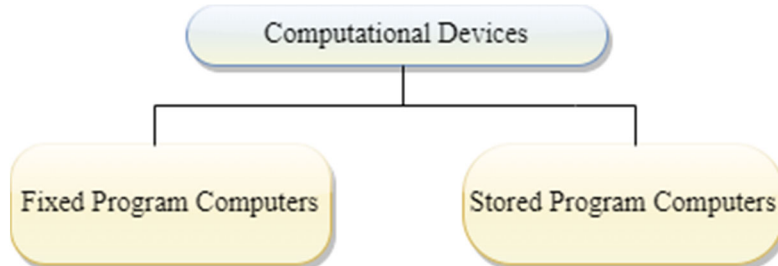 Computational Devices
Fixed Program Computers
Stored Program Computers